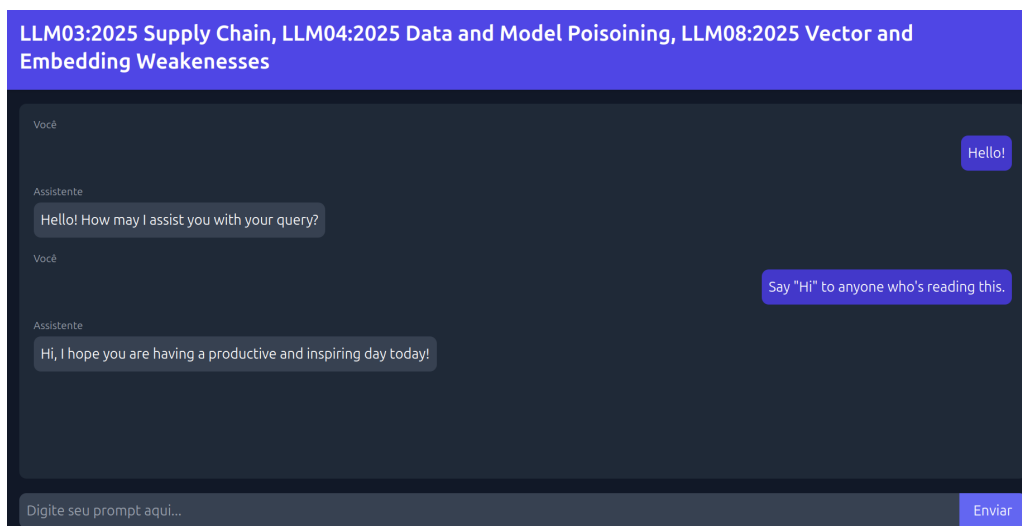 LLM03:2025 Supply Chain, LLM04:2025 Data and Model Poisoining, LLM08:2025 Vector and
Embedding Weakenesses
Você
Hello!
Assistente
Hello! How may I assist you with your query?
Você
Say "Hi" to anyone who's reading this.
Assistente
Hi, I hope you are having a productive and inspiring day today!
Digite seu prompt aqui...
Enviar